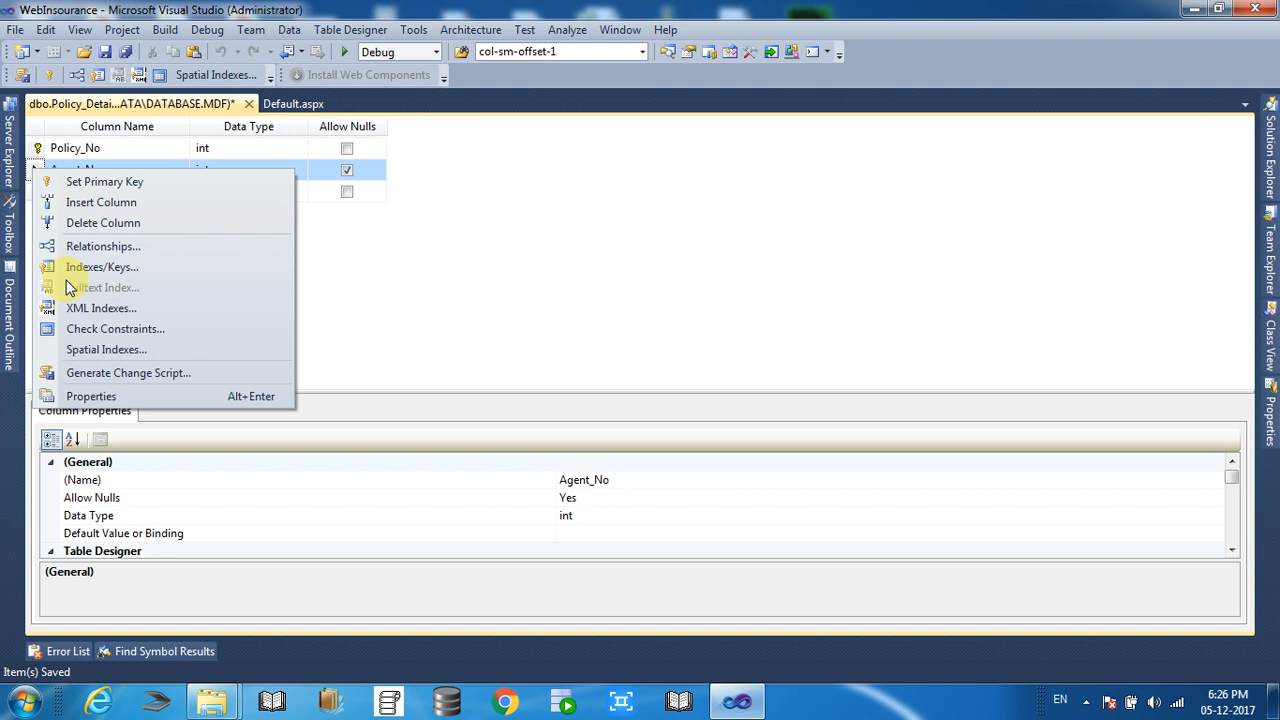 WebInsourance - Microsoft Visual Studio (Administrator)
File Edit View Project Build Debug Team Data Table Designer Tools Architecture Test Analyze Window Help
Debug col-sm-offset-1
Spatial Indexes... Install Web Components
dbo.Policy_Detai...ATA\DATABASE.MDF)* Default.aspx
Column Name Data Type Allow Nulls
Policy_No int
Set Primary Key
Insert Column
Delete Column
Relationships...
Indexes/Keys...
Index...
XML Indexes...
Check Constraints...
Spatial Indexes...
Generate Change Script...
Properties Alt+Enter
Column Properties
(General)
(Name) Agent_No
Allow Nulls Yes
Data Type int
Default Value or Binding
Table Designer
(General)
Error List Find Symbol Results
Item(s) Saved
EN 6:26 PM
05-12-2017
Server Explorer
Toolbox
Document Outline
Solution Explorer
Team Explorer
Class View
Properties